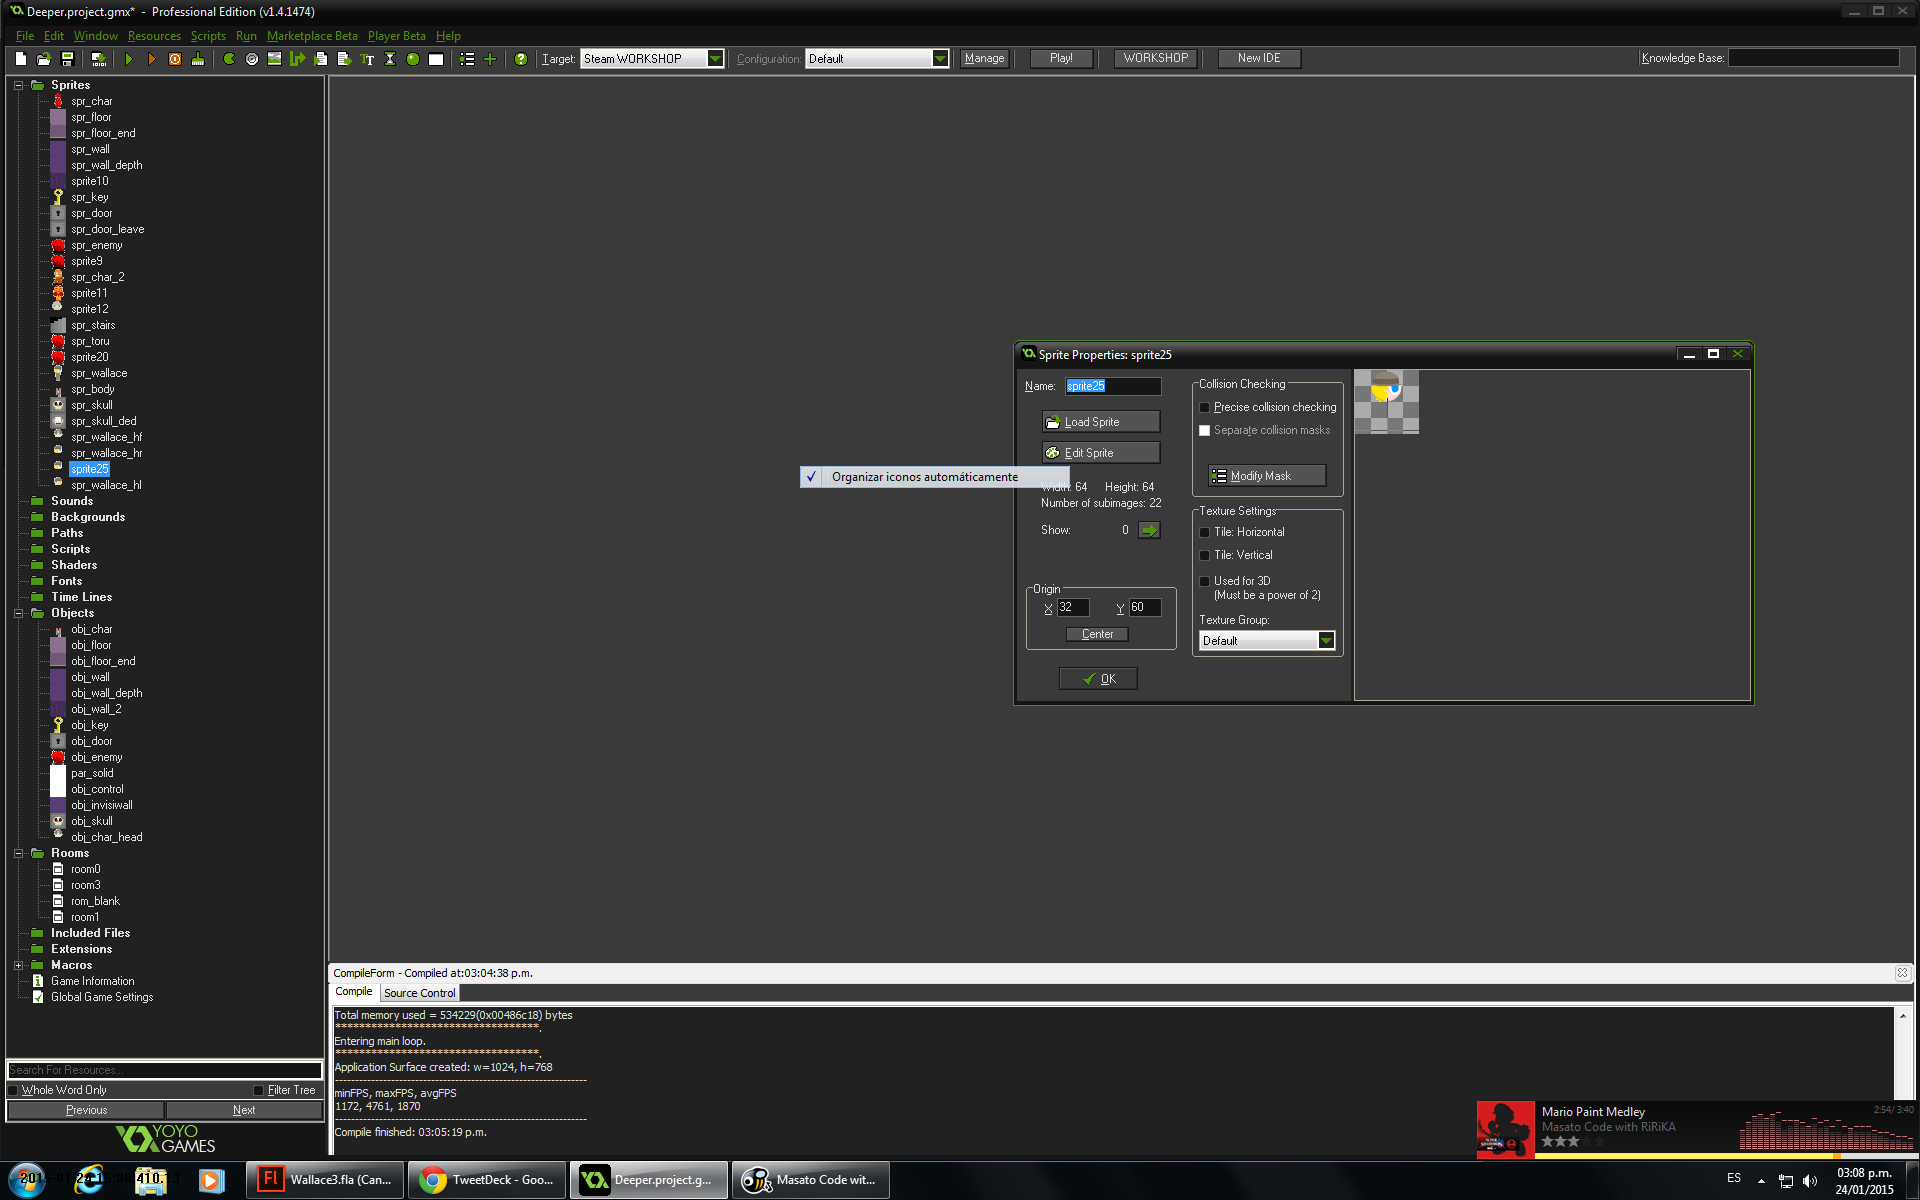 Deeper.project.gmx*  -  Professional Edition (v1.4.1474)
File Edit Window Resources Scripts Run Marketplace Beta Player Beta Help
Target: Steam WORKSHOP Configuration: Default Manage Play! WORKSHOP New IDE Knowledge Base:
Sprites
spr_char
spr_floor
spr_floor_end
spr_wall
spr_wall_depth
sprite10
spr_key
spr_door
spr_door_leave
spr_enemy
sprite9
spr_char_2
sprite11
sprite12
spr_stairs
spr_toru
sprite20
spr_wallace
spr_body
spr_skull
spr_skull_ded
spr_wallace_hf
spr_wallace_hr
sprite25
spr_wallace_hl
Sounds
Backgrounds
Paths
Scripts
Shaders
Fonts
Time Lines
Objects
obj_char
obj_floor
obj_floor_end
obj_wall
obj_wall_depth
obj_wall_2
obj_key
obj_door
obj_enemy
par_solid
obj_control
obj_invisiwall
obj_skull
obj_char_head
Rooms
room0
room3
rom_blank
room1
Included Files
Extensions
Macros
Game Information
Global Game Settings
Search For Resources...
Whole Word Only Filter Tree
Previous Next
YOYO
GAMES
Sprite Properties: sprite25
Name: sprite25
Load Sprite
Edit Sprite
Organizar iconos automáticamente
Width: 64 Height: 64
Number of subimages: 22
Show: 0
Origin
X 32 Y 60
Center
OK
Collision Checking
Precise collision checking
Separate collision masks
Modify Mask
Texture Settings
Tile: Horizontal
Tile: Vertical
Used for 3D
(Must be a power of 2)
Texture Group:
Default
CompileForm - Compiled at:03:04:38 p.m.
Compile Source Control
Total memory used = 534229(0x00486c18) bytes
**********************************.
Entering main loop.
**********************************.
Application Surface created: w=1024, h=768
minFPS, maxFPS, avgFPS
1172, 4761, 1870
Compile finished: 03:05:19 p.m.
Mario Paint Medley
Masato Code with RiRiKA
2:54/ 3:40
Wallace3.fla (Can...
TweetDeck - Goo...
Deeper.project.g...
Masato Code wit...
ES
03:08 p.m.
24/01/2015